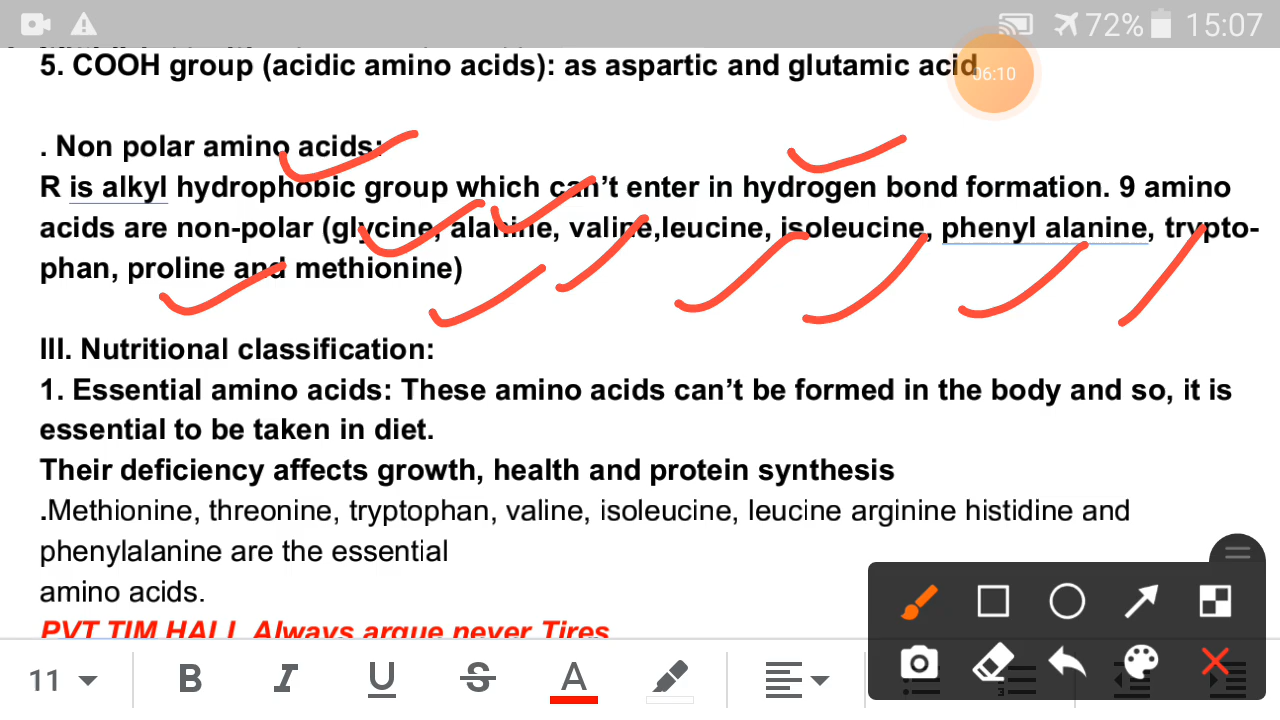 72% 15:07
5. COOH group (acidic amino acids): as aspartic and glutamic acid
06:10
. Non polar amino acids:
R is alkyl hydrophobic group which can't enter in hydrogen bond formation. 9 amino
acids are non-polar (glycine, alanine, valine,leucine, isoleucine, phenyl alanine, trypto-
phan, proline and methionine)
III. Nutritional classification:
1. Essential amino acids: These amino acids can't be formed in the body and so, it is
essential to be taken in diet.
Their deficiency affects growth, health and protein synthesis
.Methionine, threonine, tryptophan, valine, isoleucine, leucine arginine histidine and
phenylalanine are the essential
amino acids.
PVT TIM HALL Always argue never Tires
11 B I U S A